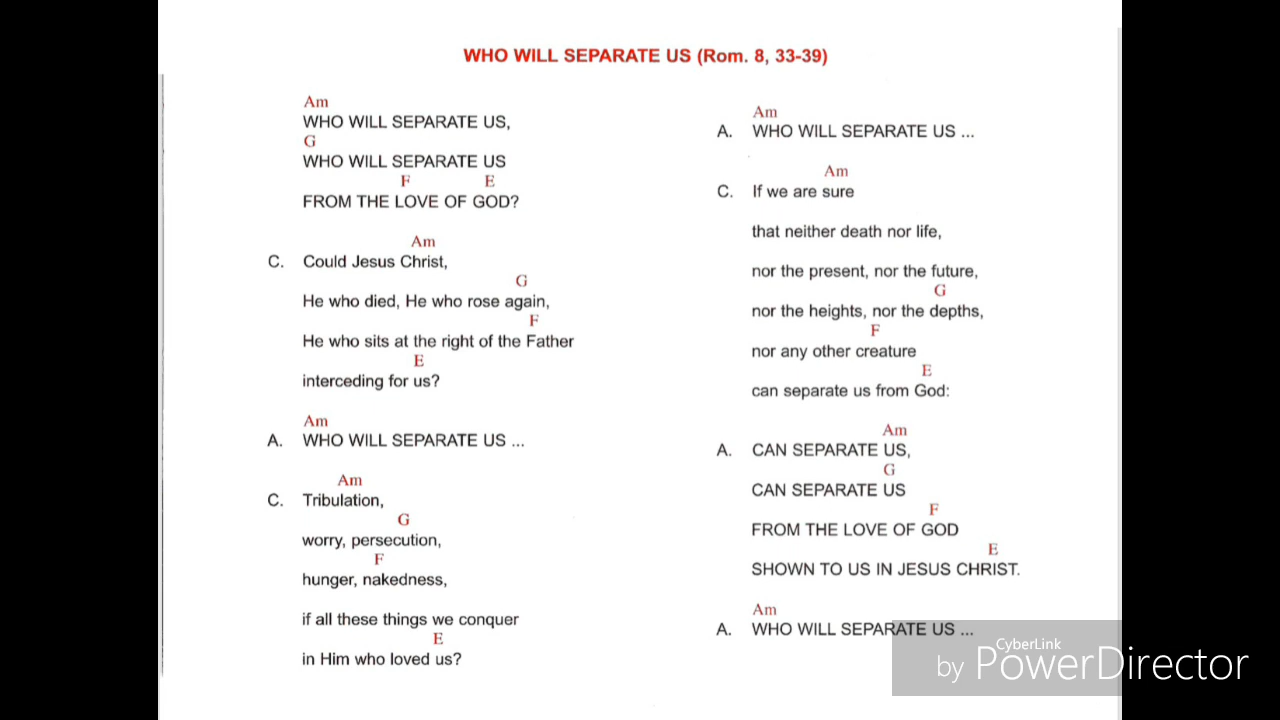 WHO WILL SEPARATE US (Rom. 8, 33-39)
Am
WHO WILL SEPARATE US,
G
WHO WILL SEPARATE US
F E
FROM THE LOVE OF GOD?
Am
C. Could Jesus Christ,
G
He who died, He who rose again,
F
He who sits at the right of the Father
E
interceding for us?
Am
A. WHO WILL SEPARATE US ...
Am
C. Tribulation,
G
worry, persecution,
F
hunger, nakedness,
if all these things we conquer
E
in Him who loved us?
Am
A. WHO WILL SEPARATE US ...
Am
C. If we are sure
that neither death nor life,
nor the present, nor the future,
G
nor the heights, nor the depths,
F
nor any other creature
E
can separate us from God:
Am
A. CAN SEPARATE US,
G
CAN SEPARATE US
F
FROM THE LOVE OF GOD
E
SHOWN TO US IN JESUS CHRIST.
Am
A. WHO WILL SEPARATE US ...
CyberLink
by PowerDirector